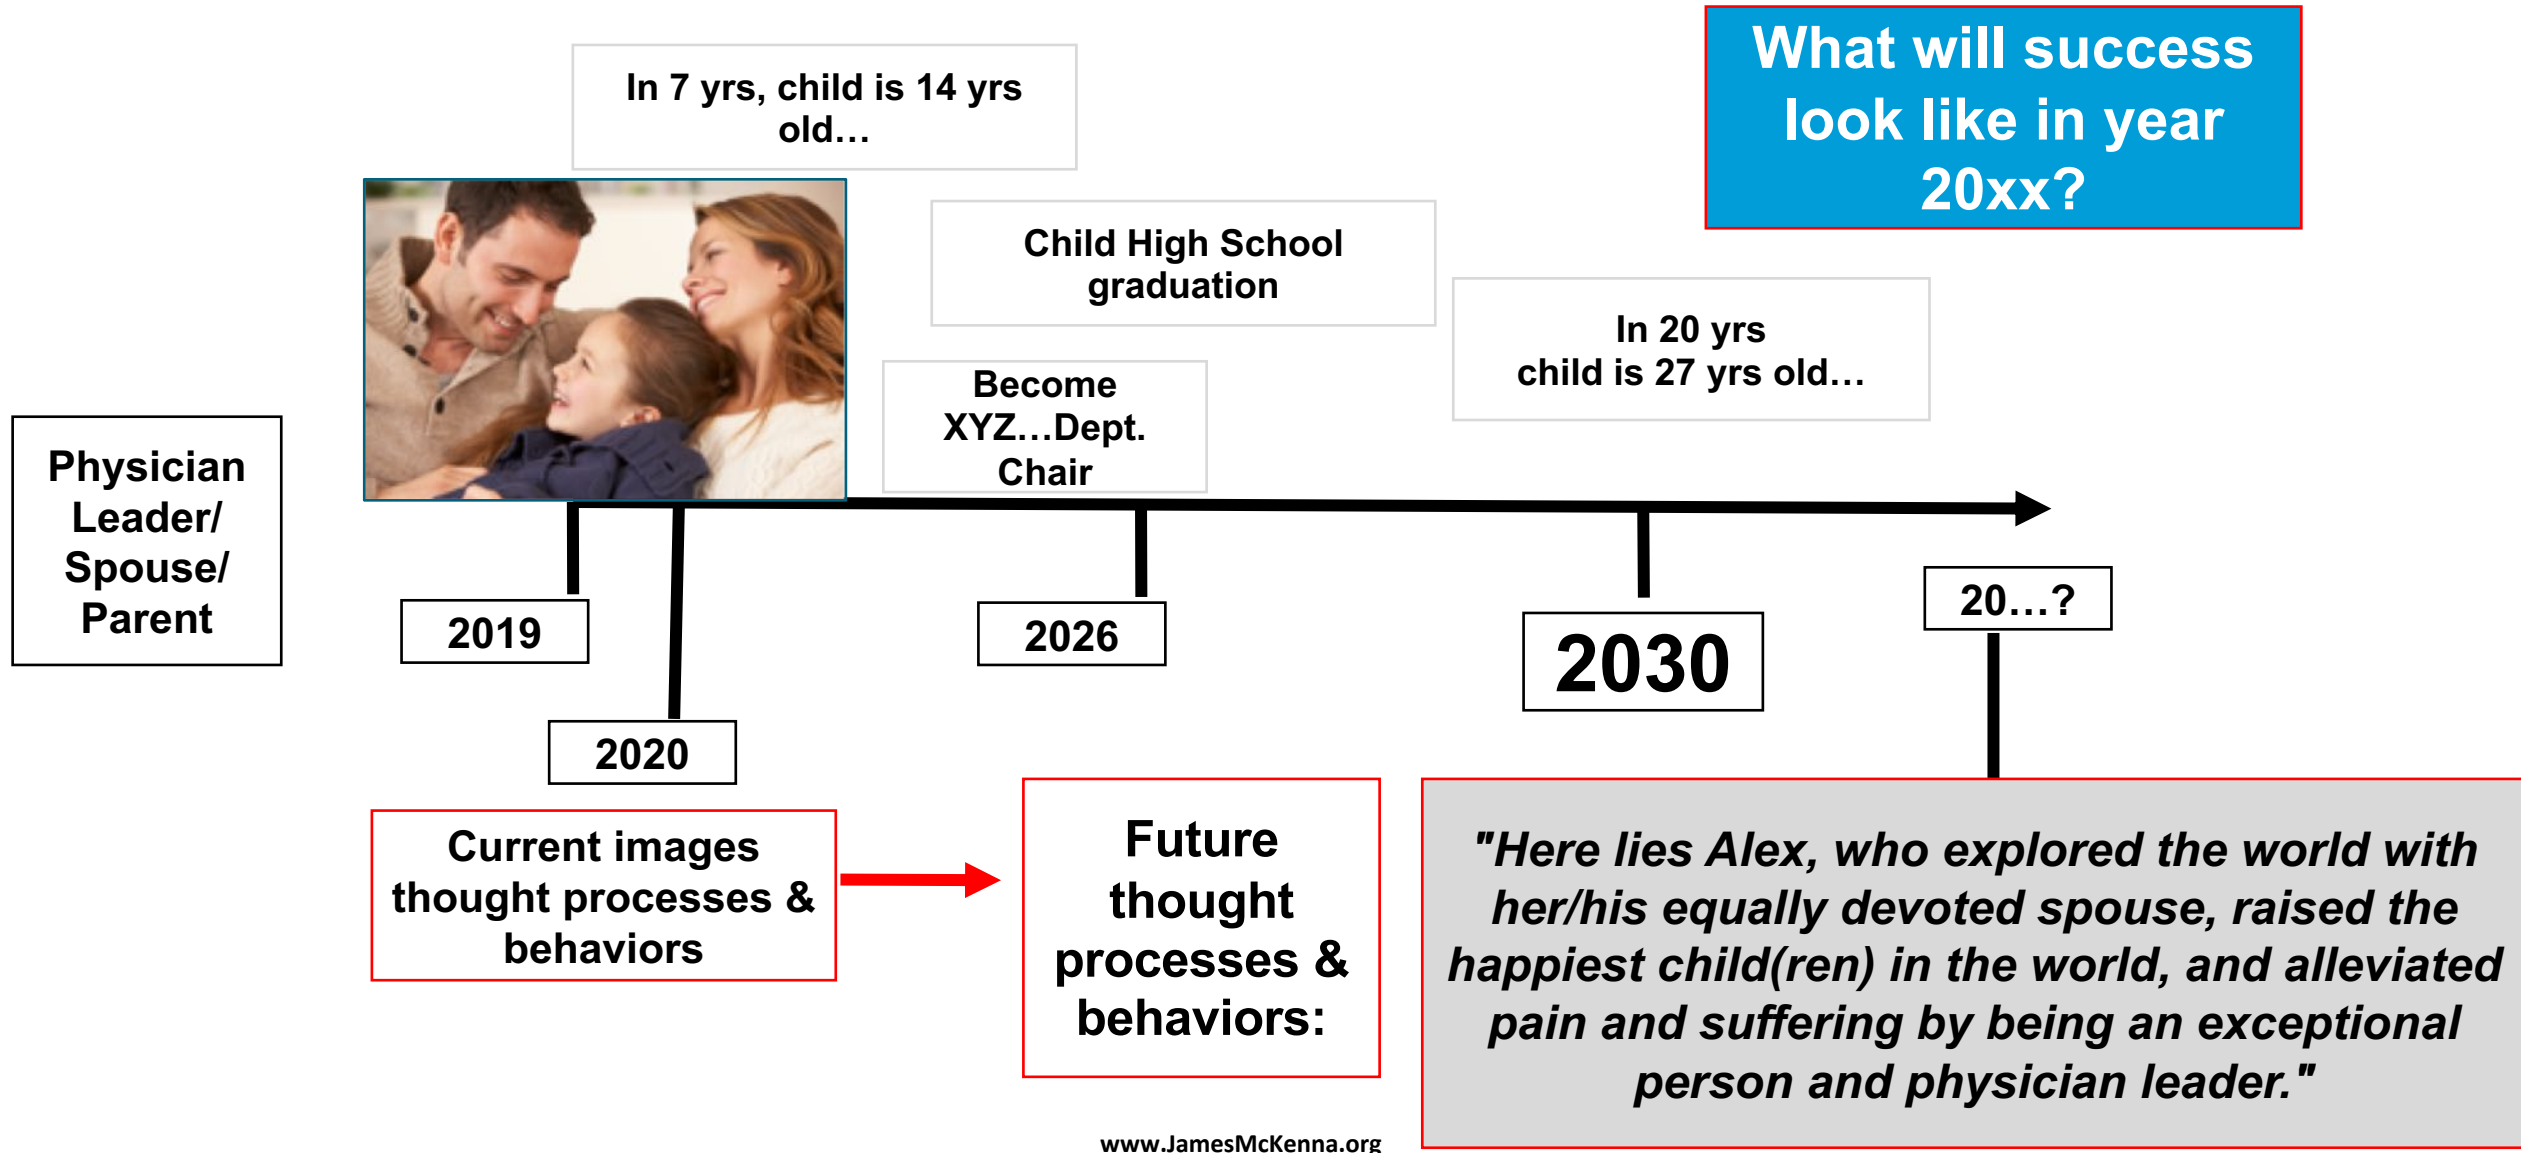 What will success
look like in year
20xx?
In 7 yrs, child is 14 yrs
old…
Child High School
graduation
In 20 yrs
child is 27 yrs old…
Become
XYZ…Dept.
Chair
Physician
Leader/
Spouse/
Parent
2019
2020
2026
2030
20…?
Current images
thought processes &
behaviors
Future
thought
processes &
behaviors:
"Here lies Alex, who explored the world with
her/his equally devoted spouse, raised the
happiest child(ren) in the world, and alleviated
pain and suffering by being an exceptional
person and physician leader."
www.JamesMcKenna.org